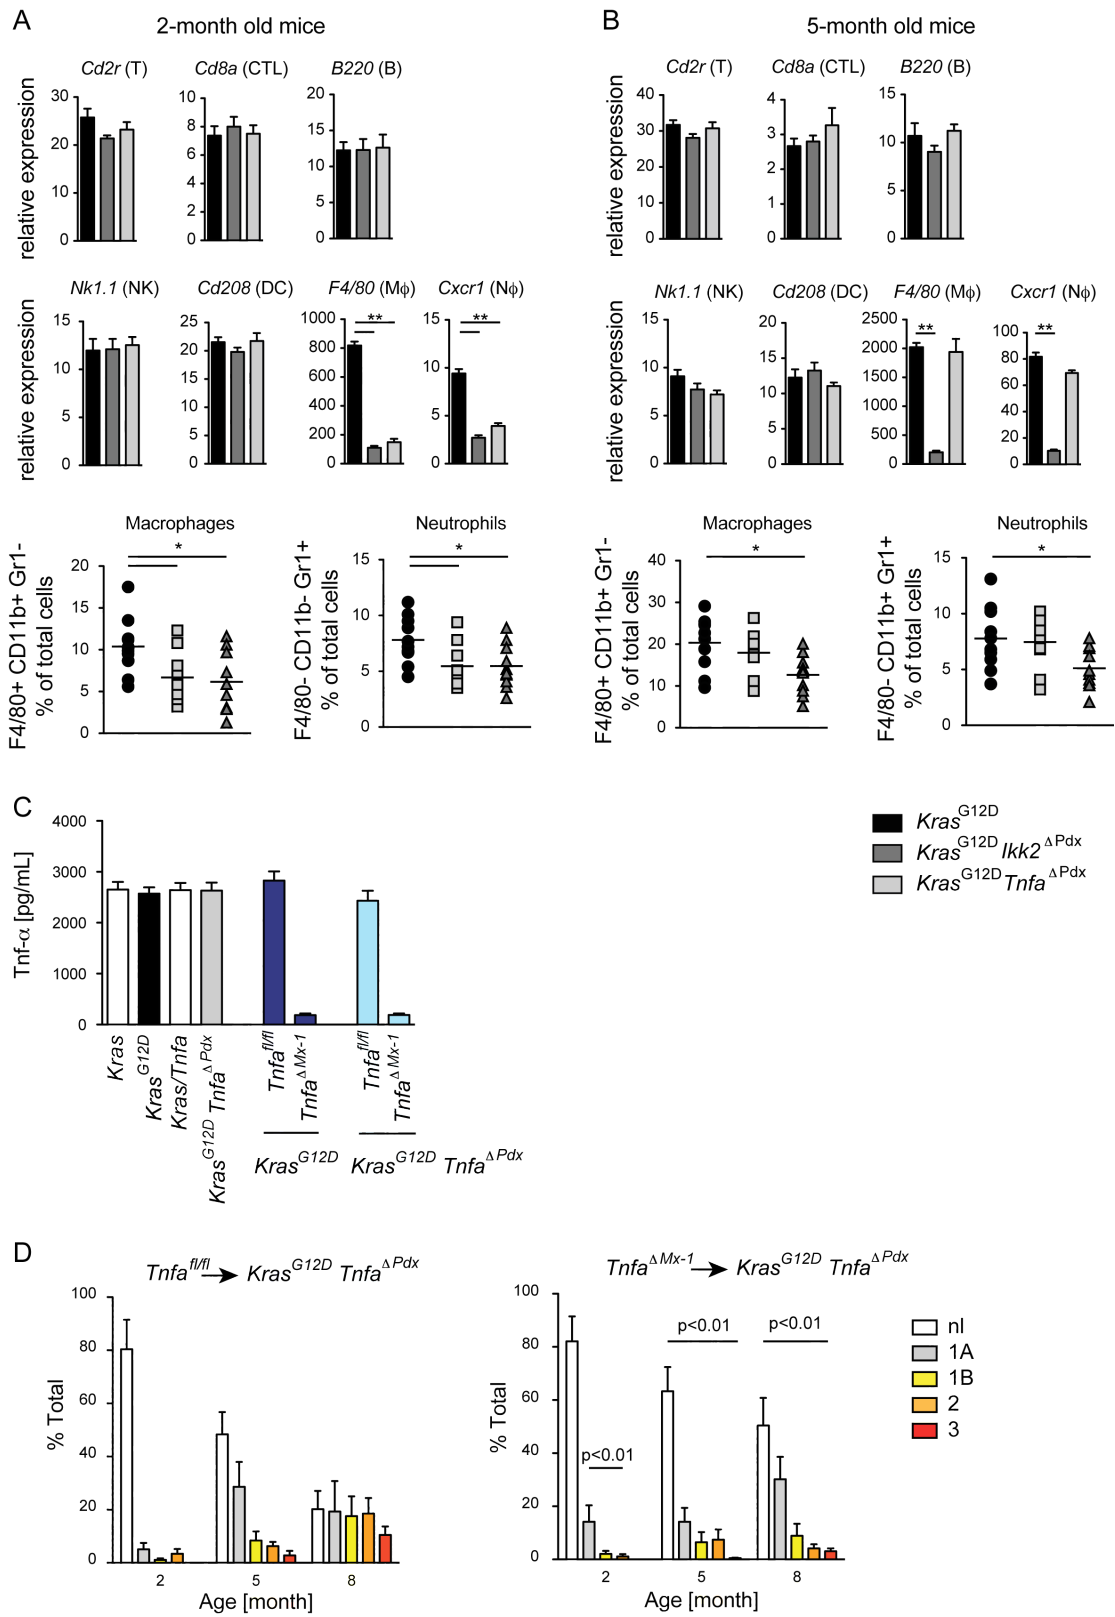 A
2-month old mice
Cd2r (T)
Cd8a (CTL)
B220 (B)
relative expression
30
20
10
0
10
8
6
4
2
0
20
15
10
5
0
Nk1.1 (NK)
Cd208 (DC)
F4/80 (Mφ)
Cxcr1 (Nφ)
relative expression
15
10
5
0
25
20
15
10
5
0
1000
800
600
400
200
0
**
15
10
5
0
**
Macrophages
F4/80+ CD11b+ Gr1-
% of total cells
20
15
10
5
0
*
Neutrophils
F4/80- CD11b- Gr1+
% of total cells
15
10
5
0
*
B
5-month old mice
Cd2r (T)
Cd8a (CTL)
B220 (B)
relative expression
40
30
20
10
0
4
3
2
1
0
15
10
5
0
Nk1.1 (NK)
Cd208 (DC)
F4/80 (Mφ)
Cxcr1 (Nφ)
relative expression
15
10
5
0
20
15
10
5
0
2500
2000
1500
1000
500
0
**
100
80
60
40
20
0
**
Macrophages
F4/80+ CD11b+ Gr1-
% of total cells
40
30
20
10
0
*
Neutrophils
F4/80- CD11b+ Gr1+
% of total cells
15
10
5
0
*
Kras^G12D
Kras^G12D Ikk2^ΔPdx
Kras^G12D Tnfa^ΔPdx
C
Tnf-α [pg/mL]
4000
3000
2000
1000
0
Kras
Kras^G12D
Kras/Tnfa
Kras^G12D Tnfa^ΔPdx
Tnfa^fl/fl
Tnfa^ΔMx-1
Tnfa^fl/fl
Tnfa^ΔMx-1
Kras^G12D
Kras^G12D Tnfa^ΔPdx
D
Tnfa^fl/fl → Kras^G12D Tnfa^ΔPdx
% Total
100
80
60
40
20
0
2
5
8
Age [month]
Tnfa^ΔMx-1 → Kras^G12D Tnfa^ΔPdx
% Total
100
80
60
40
20
0
p<0.01
p<0.01
p<0.01
2
5
8
Age [month]
nl
1A
1B
2
3